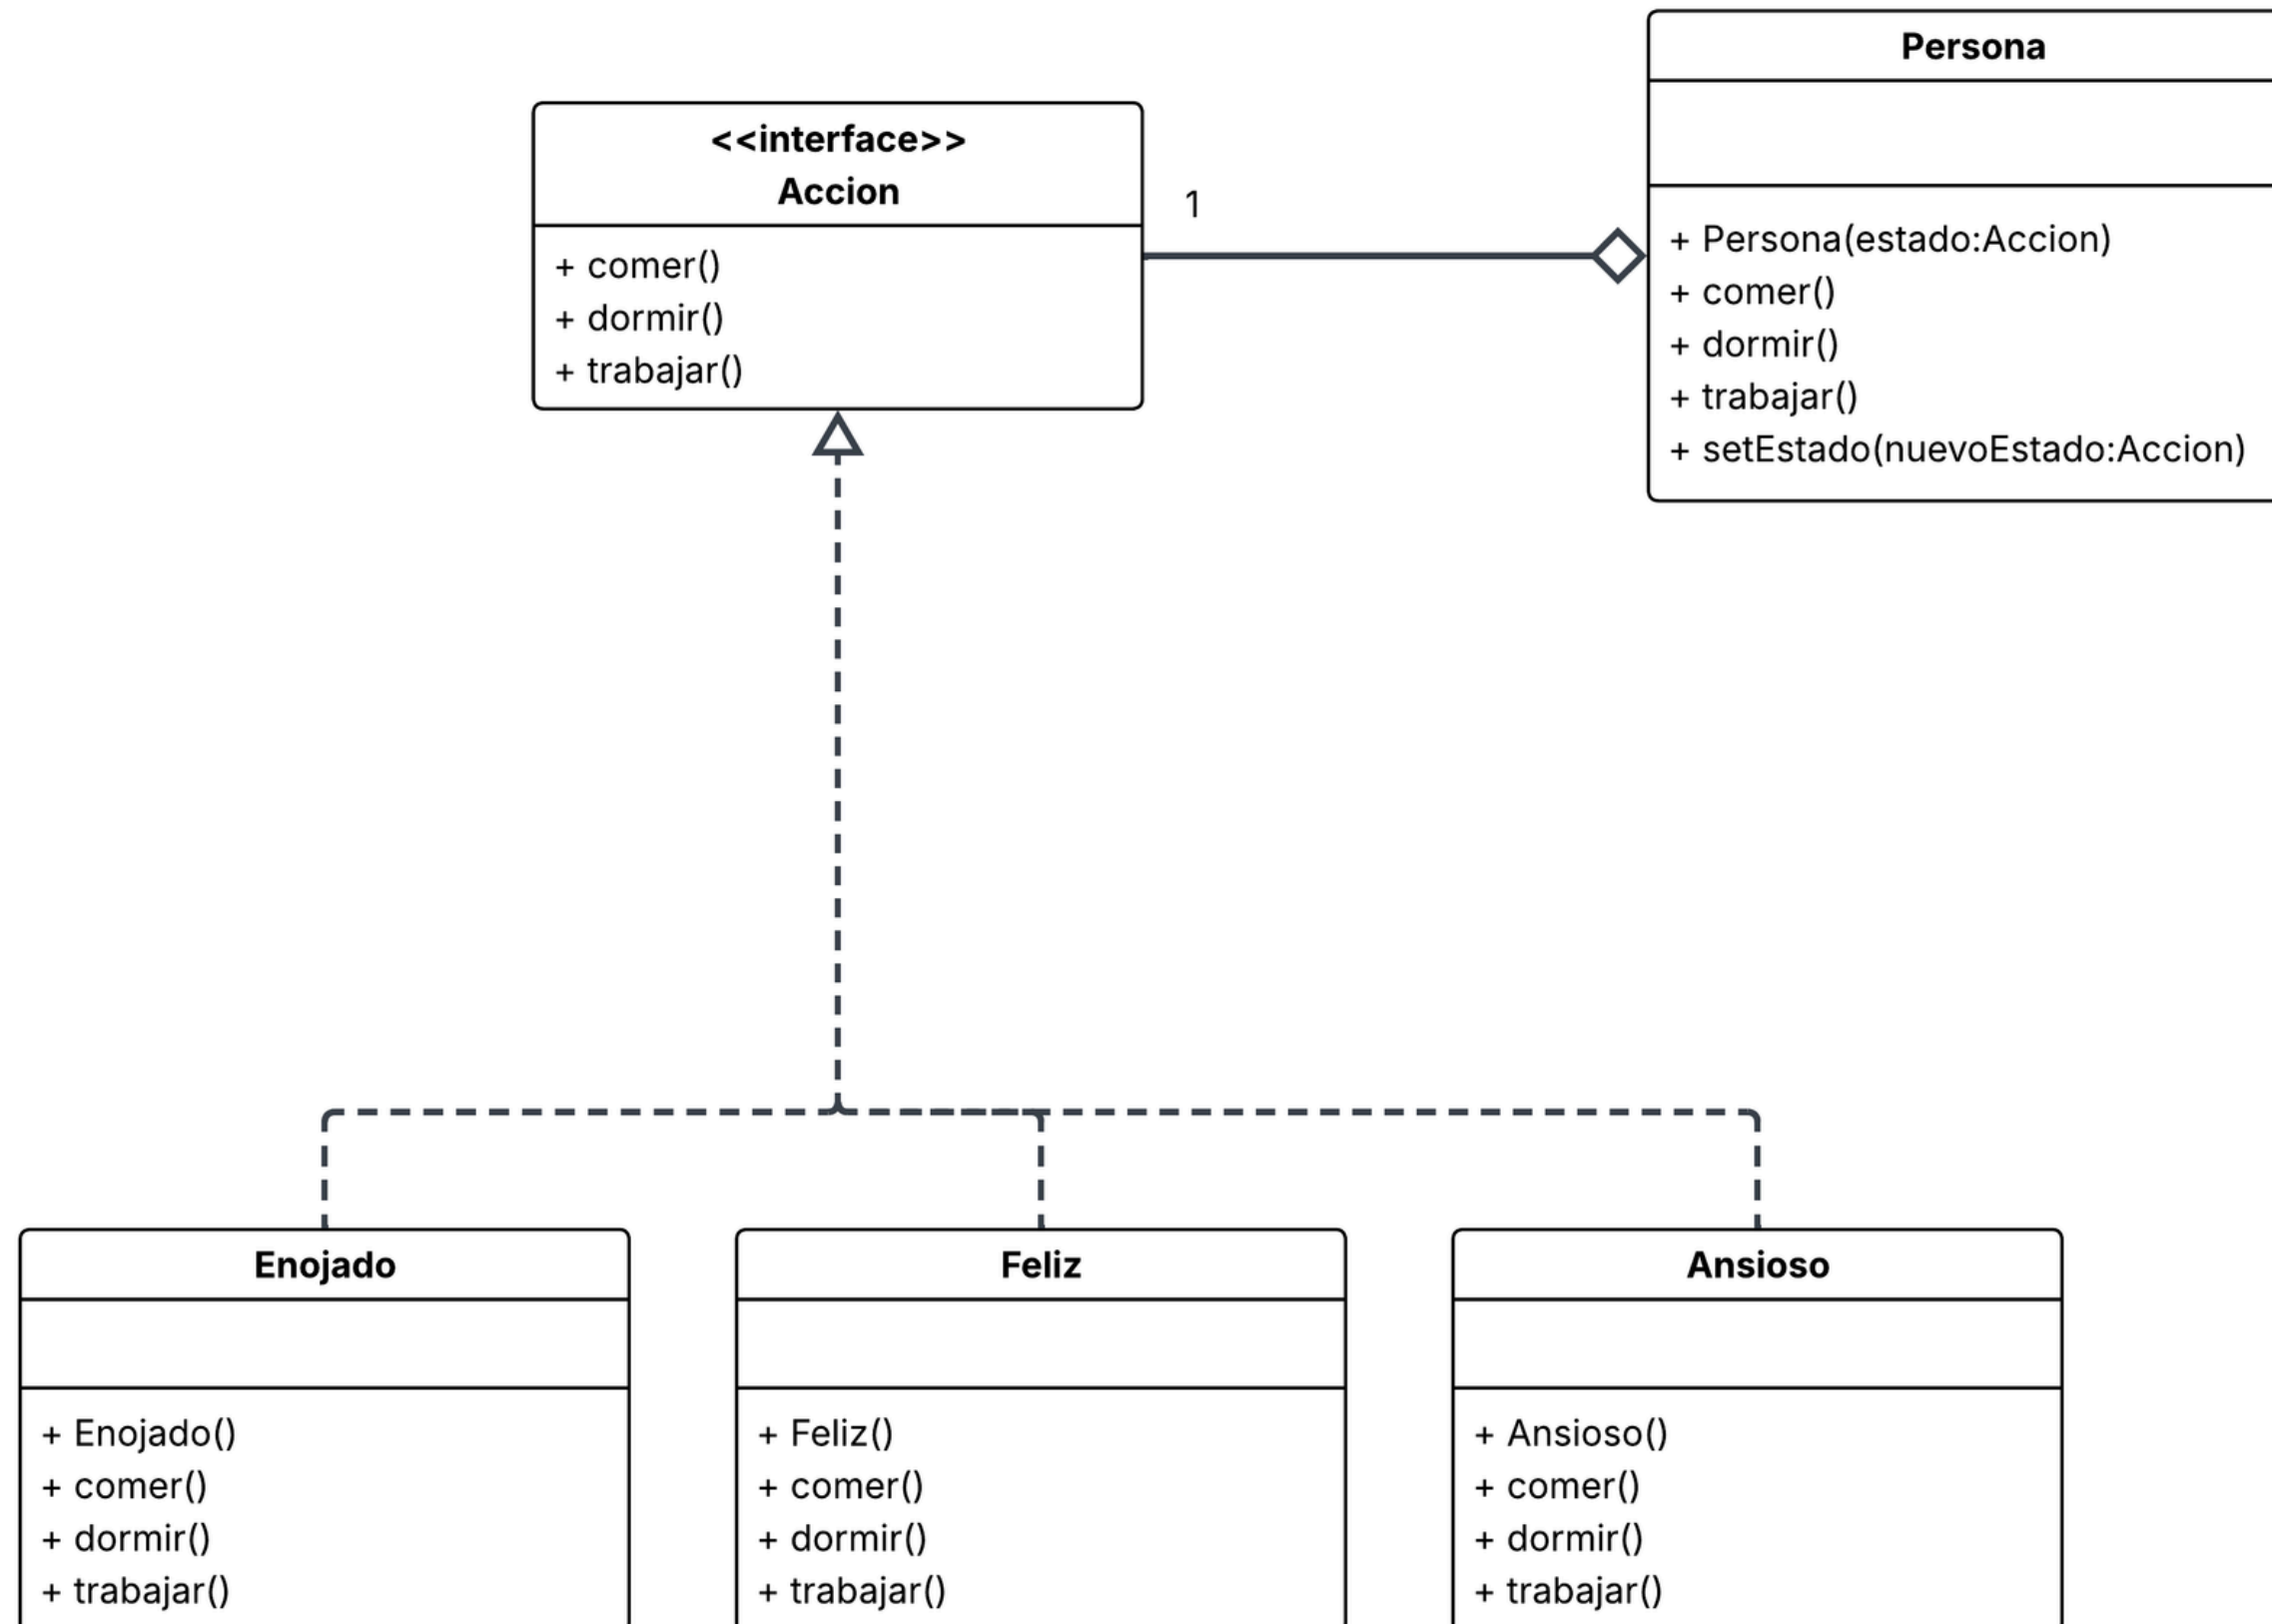 Persona
+ Persona(estado:Accion)
+ comer()
+ dormir()
+ trabajar()
+ setEstado(nuevoEstado:Accion)
<<interface>>
Accion
+ comer()
+ dormir()
+ trabajar()
1
Enojado
+ Enojado()
+ comer()
+ dormir()
+ trabajar()
Feliz
+ Feliz()
+ comer()
+ dormir()
+ trabajar()
Ansioso
+ Ansioso()
+ comer()
+ dormir()
+ trabajar()